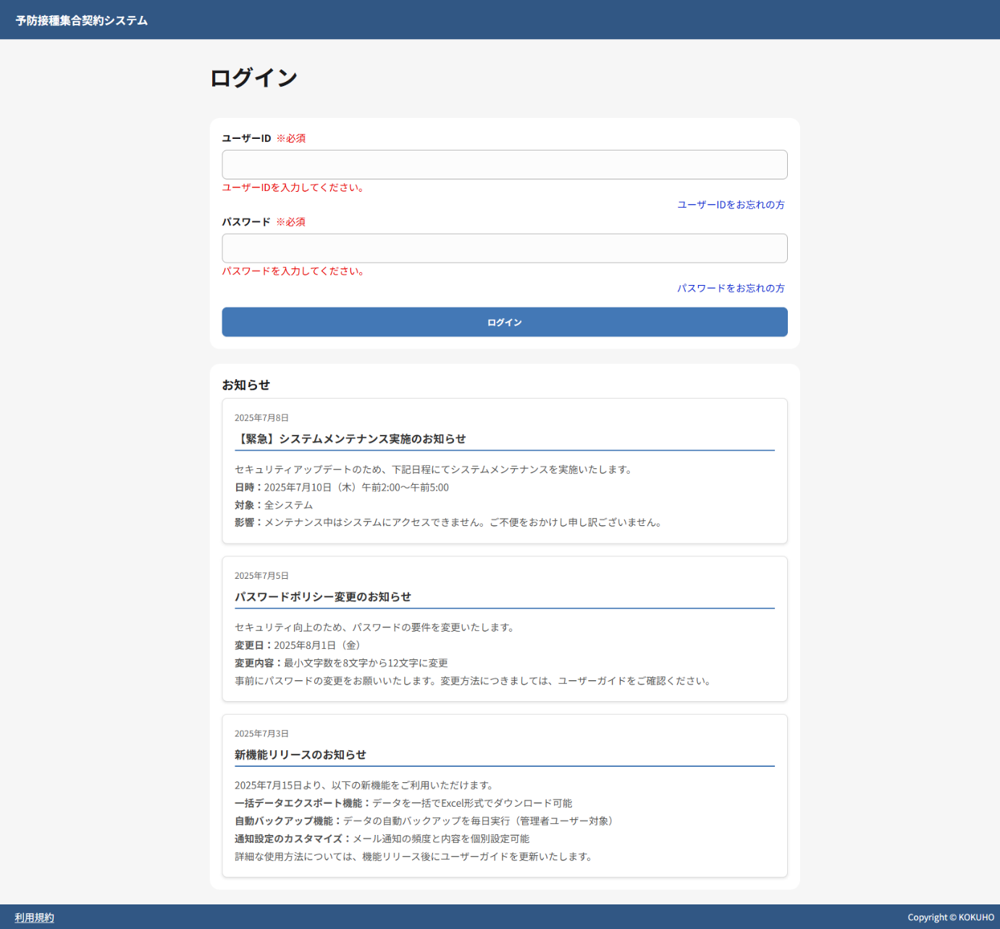 予防接種集合契約システム
ログイン
ユーザーID ※必須
ユーザーIDを入力してください。
ユーザーIDをお忘れの方
パスワード ※必須
パスワードを入力してください。
パスワードをお忘れの方
ログイン
お知らせ
2025年7月8日
【緊急】システムメンテナンス実施のお知らせ
セキュリティアップデートのため、下記日程にてシステムメンテナンスを実施いたします。
日時：2025年7月10日（木）午前2:00～午前5:00
対象：全システム
影響：メンテナンス中はシステムにアクセスできません。ご不便をおかけし申し訳ございません。
2025年7月5日
パスワードポリシー変更のお知らせ
セキュリティ向上のため、パスワードの要件を変更いたします。
変更日：2025年8月1日（金）
変更内容：最小文字数を8文字から12文字に変更
事前にパスワードの変更をお願いいたします。変更方法につきましては、ユーザーガイドをご確認ください。
2025年7月3日
新機能リリースのお知らせ
2025年7月15日より、以下の新機能をご利用いただけます。
一括データエクスポート機能：データを一括でExcel形式でダウンロード可能
自動バックアップ機能：データの自動バックアップを毎日実行（管理者ユーザー対象）
通知設定のカスタマイズ：メール通知の頻度と内容を個別設定可能
詳細な使用方法については、機能リリース後にユーザーガイドを更新いたします。
利用規約
Copyright © KOKUHO